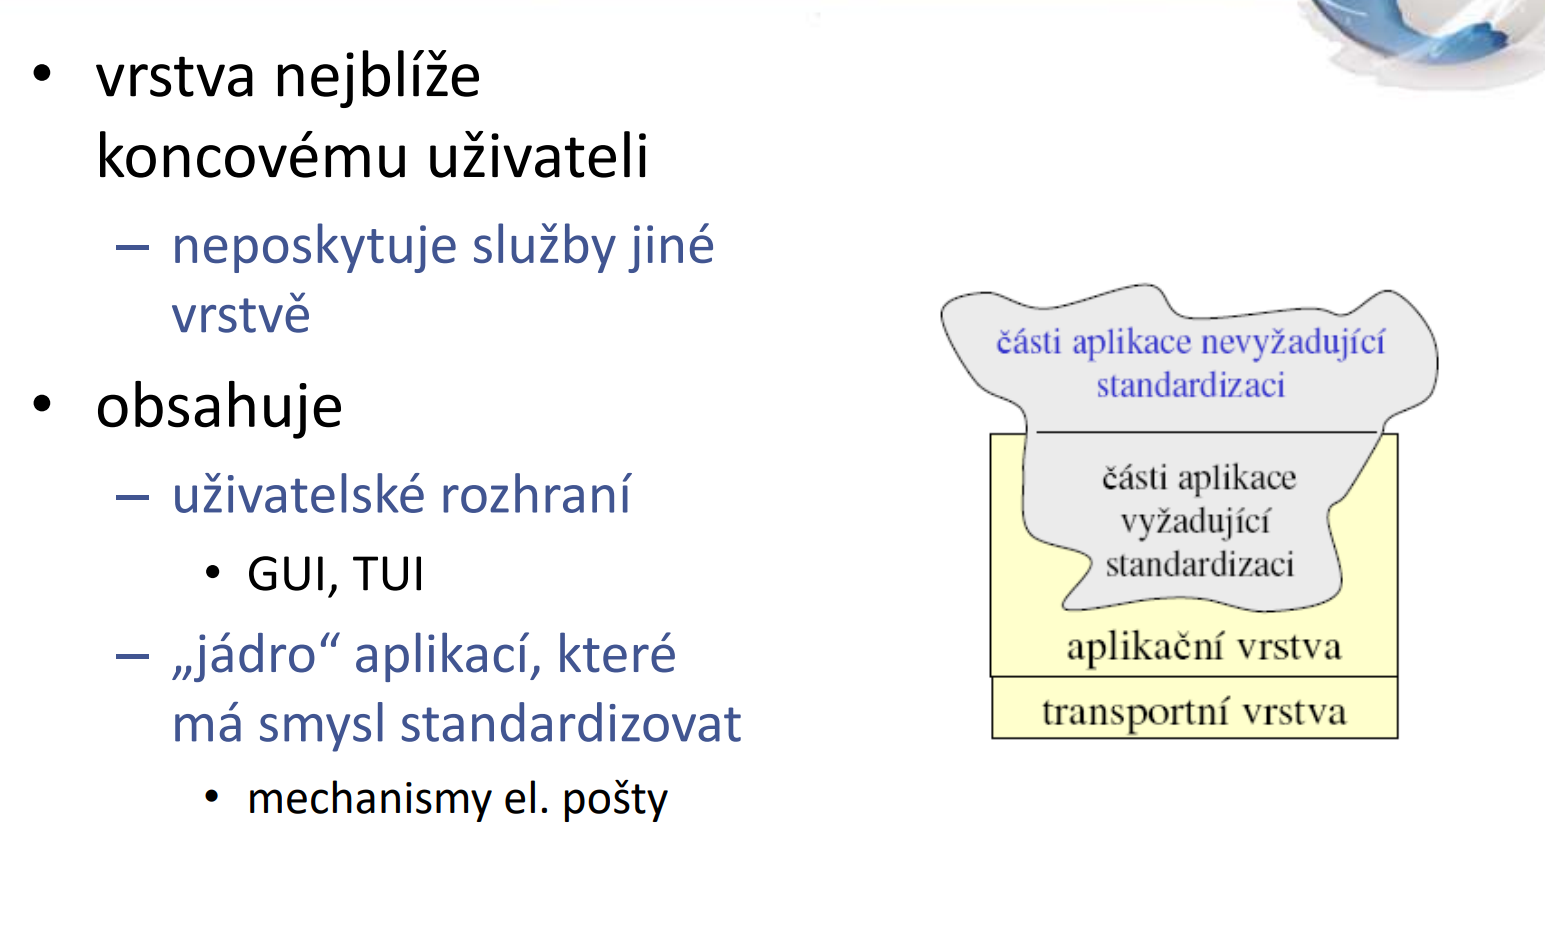 • vrstva nejblíže
koncovému uživateli
– neposkytuje služby jiné
vrstvě
• obsahuje
– uživatelské rozhraní
• GUI, TUI
– „jádro“ aplikací, které
má smysl standardizovat
• mechanismy el. pošty
části aplikace nevyžadující
standardizaci
části aplikace
vyžadující
standardizaci
aplikační vrstva
transportní vrstva